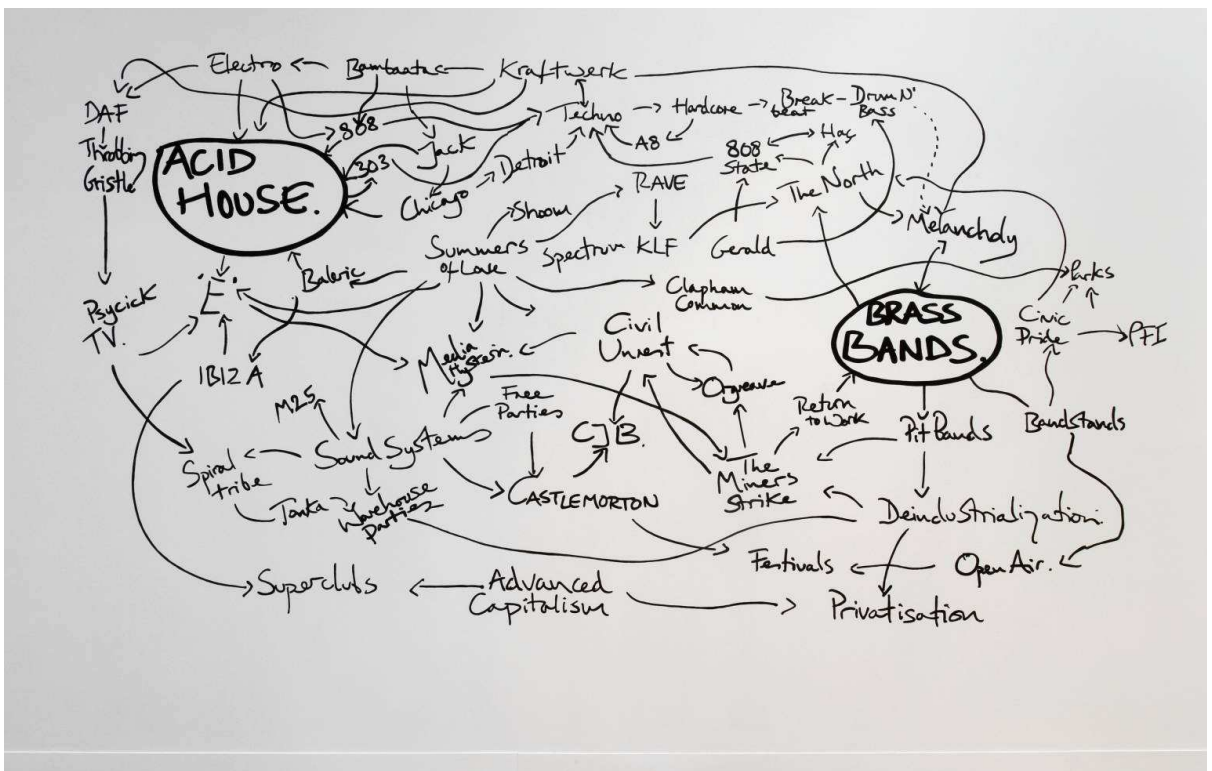 Electro
Bambaataa
Kraftwerk
DAF
Throbbing
Gristle
808
Techno
Hardcore
Break
beat
Drum N'
Bass
ACID
HOUSE.
303
Jack
A8
808
State
Haç
Detroit
Chicago
Shoom
RAVE
The North
Summers
of Love
Spectrum
KLF
Gerald
Melancholy
Psycick
TV.
E.
Baleric
Clapham
Common
Parks
BRASS
BANDS.
Civic
Pride
PFI
IBIZA
Media
Hysteria.
Civil
Unrest
Orgreave
M25
Free
Parties
Return
to Work
Pit Bands
Bandstands
Sound Systems
CJB.
Spiral
tribe
The
Miners
Strike
Tonka
Warehouse
Parties
CASTLEMORTON
Deindustrialization.
Festivals
Open Air.
Superclubs
Advanced
Capitalism
Privatisation